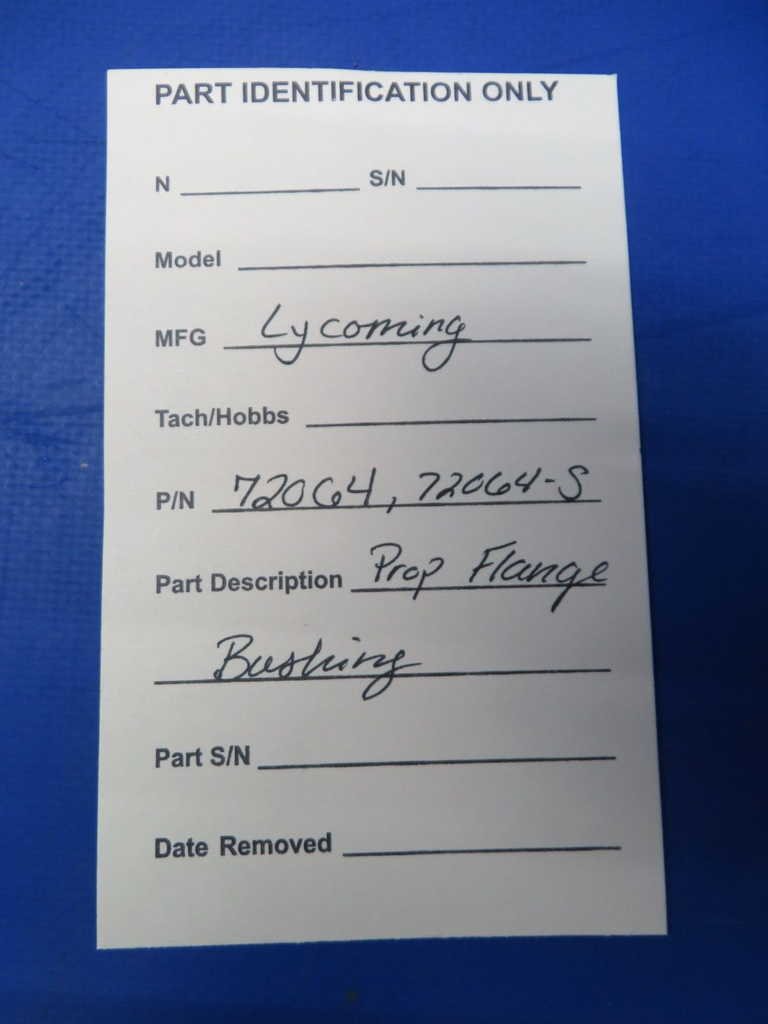 PART IDENTIFICATION ONLY
N S/N
Model
MFG Lycoming
Tach/Hobbs
P/N 72064, 72064-S
Part Description Prop Flange
Bushing
Part S/N
Date Removed